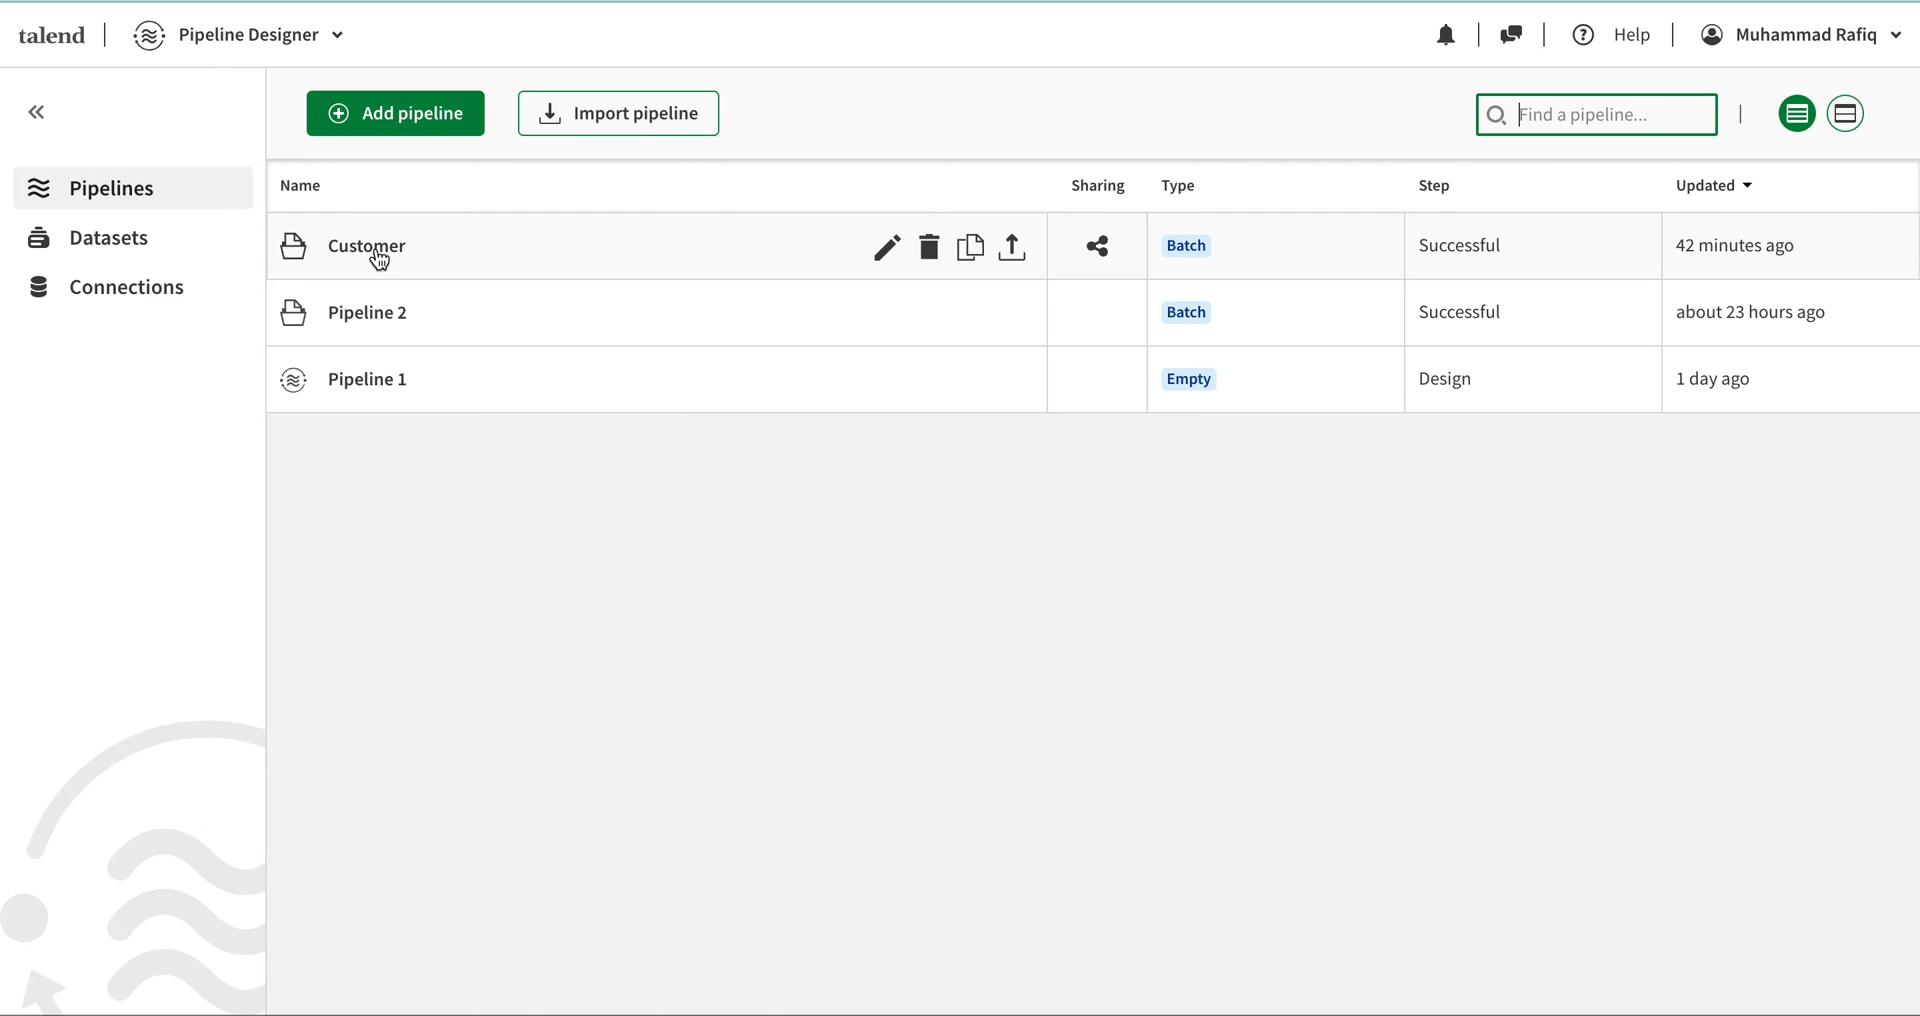 talend
Pipeline Designer
Help
Muhammad Rafiq
Add pipeline
Import pipeline
Find a pipeline...
Pipelines
Datasets
Connections
Name Sharing Type Step Updated
Customer Batch Successful 42 minutes ago
Pipeline 2 Batch Successful about 23 hours ago
Pipeline 1 Empty Design 1 day ago